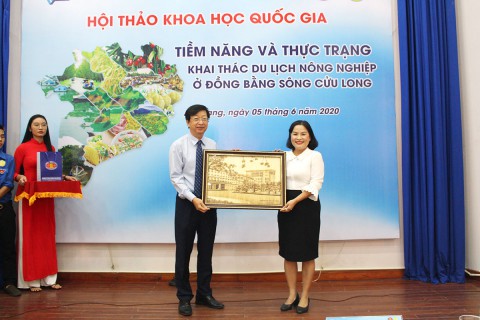 HỘI THẢO KHOA HỌC QUỐC GIA
TIỀM NĂNG VÀ THỰC TRẠNG
KHAI THÁC DU LỊCH NÔNG NGHIỆP
Ở ĐỒNG BẰNG SÔNG CỬU LONG
ang, ngày 05 tháng 6 năm 2020